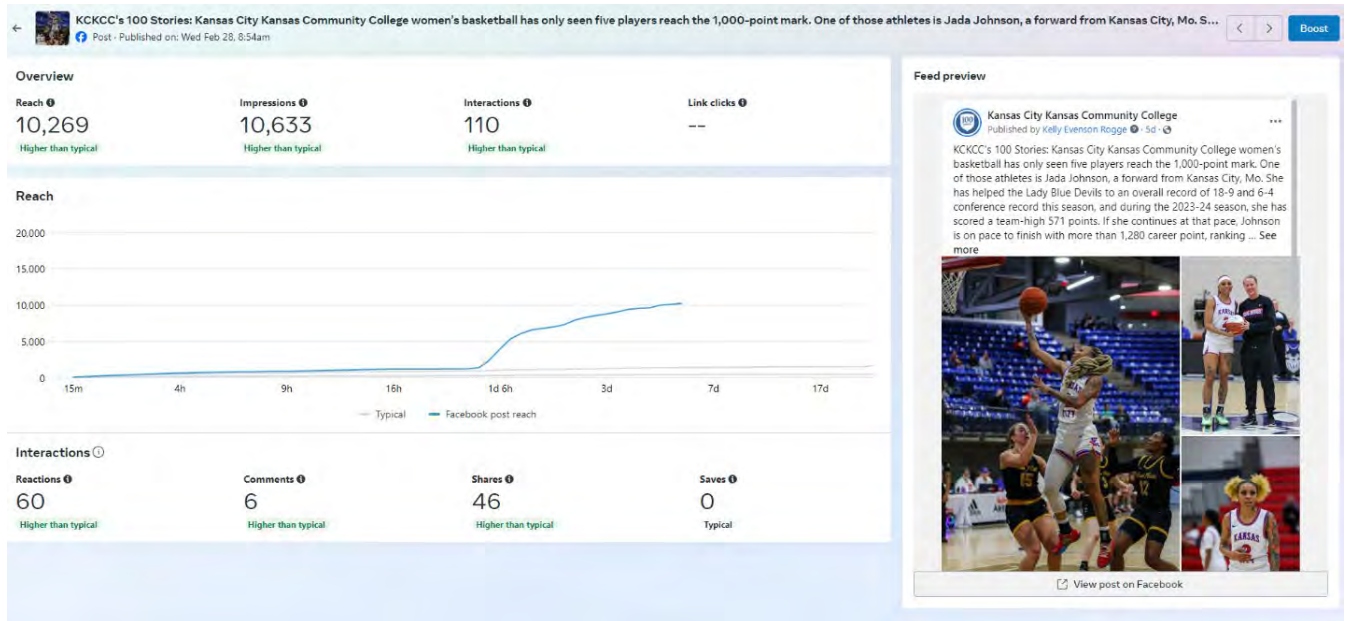 KCKCC's 100 Stories: Kansas City Kansas Community College women's basketball has only seen five players reach the 1,000-point mark. One of those athletes is Jada Johnson, a forward from Kansas City, Mo. S...
Post · Published on: Wed Feb 28, 8:54am
Boost
Overview
Reach
Impressions
Interactions
Link clicks
10,269
10,633
110
--
Higher than typical
Higher than typical
Higher than typical
Reach
20,000
15,000
10,000
5,000
0
15m
4h
9h
16h
1d 6h
3d
7d
17d
Typical
Facebook post reach
Interactions
Reactions
Comments
Shares
Saves
60
6
46
0
Higher than typical
Higher than typical
Higher than typical
Typical
Feed preview
Kansas City Kansas Community College
Published by Kelly Evenson Rogge · 5d ·
KCKCC's 100 Stories: Kansas City Kansas Community College women's
basketball has only seen five players reach the 1,000-point mark. One
of those athletes is Jada Johnson, a forward from Kansas City, Mo. She
has helped the Lady Blue Devils to an overall record of 18-9 and 6-4
conference record this season, and during the 2023-24 season, she has
scored a team-high 571 points. If she continues at that pace, Johnson
is on pace to finish with more than 1,280 career point, ranking ... See
more
15
12
KANSAS
2
View post on Facebook